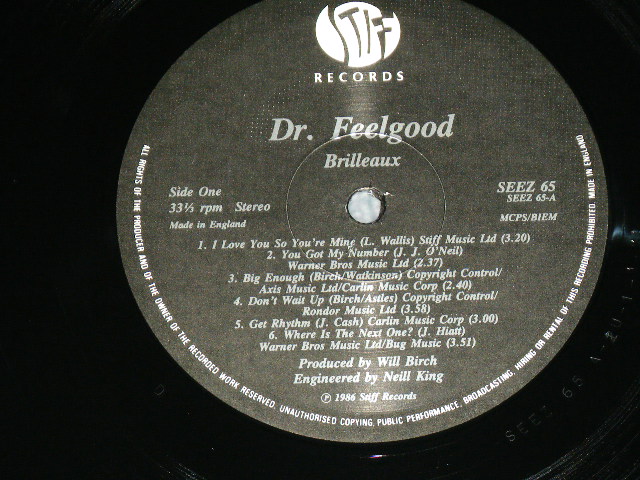 STIFF
RECORDS
Dr. Feelgood
Brilleaux
Side One
33⅓ rpm Stereo
Made in England
SEEZ 65
SEEZ 65-A
MCPS/BIEM
1. I Love You So You're Mine (L. Wallis) Stiff Music Ltd (3.20)
2. You Got My Number (J. J. O'Neil)
Warner Bros Music Ltd (2.37)
3. Big Enough (Birch/Watkinson) Copyright Control/
Axis Music Ltd/Carlin Music Corp (2.40)
4. Don't Wait Up (Birch/Astles) Copyright Control/
Rondor Music Ltd (3.58)
5. Get Rhythm (J. Cash) Carlin Music Corp (3.00)
6. Where Is The Next One? (J. Hiatt)
Warner Bros Music Ltd/Bug Music (3.51)
Produced by Will Birch
Engineered by Neill King
℗ 1986 Stiff Records
ALL RIGHTS OF THE PRODUCER AND OF THE OWNER OF THE RECORDED WORK RESERVED. UNAUTHORISED COPYING, PUBLIC PERFORMANCE, BROADCASTING, HIRING OR RENTAL OF THIS RECORDING PROHIBITED. MADE IN ENGLAND
SEEZ 65 A